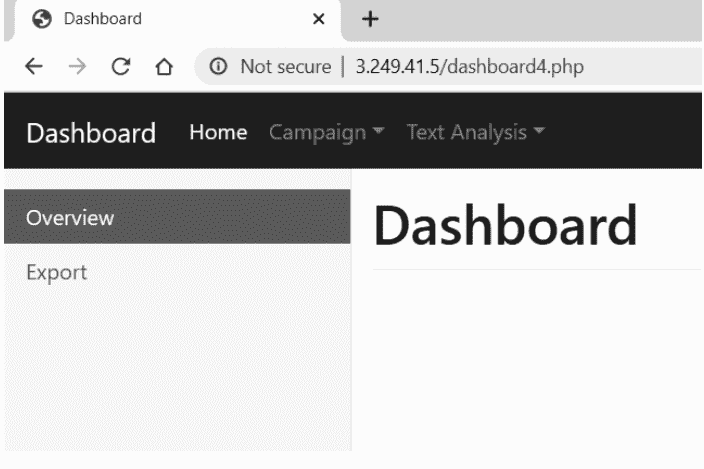 Dashboard
Not secure | 3.249.41.5/dashboard4.php
Dashboard Home Campaign Text Analysis
Overview
Export
Dashboard